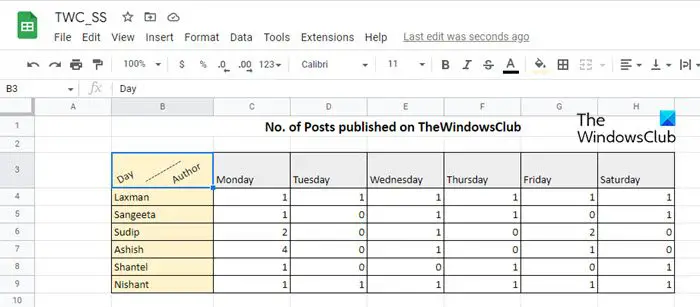 TWC_SS
File Edit View Insert Format Data Tools Extensions Help Last edit was seconds ago
100% $ % .0 .00 123 Calibri 11 B I S A
B3 fx Day
A B C D E F G H
1 No. of Posts published on TheWindowsClub The
WindowsClub
2
3 Day Author Monday Tuesday Wednesday Thursday Friday Saturday
4 Laxman 1 1 1 1 1 1
5 Sangeeta 1 0 1 1 0 1
6 Sudip 2 0 1 0 2 0
7 Ashish 4 0 1 0 1 0
8 Shantel 1 0 0 1 0 1
9 Nishant 1 1 1 1 1 1
10